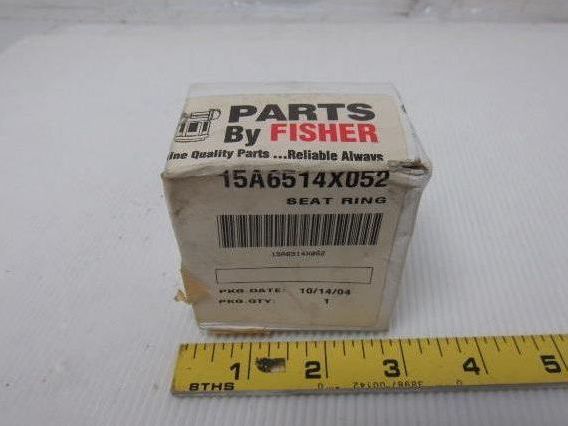 PARTS
By FISHER
ine Quality Parts ...Reliable Always
15A6514X052
SEAT RING
15A6514X052
PKG DATE: 10/14/04
PKG QTY: 1
1 2 3 4 5
8THS